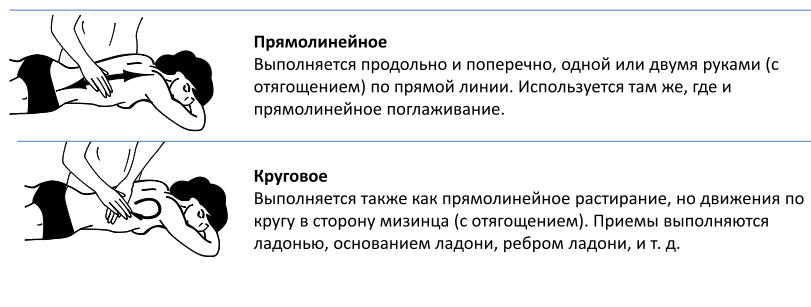 Прямолинейное
Выполняется продольно и поперечно, одной или двумя руками (с
отягощением) по прямой линии. Используется там же, где и
прямолинейное поглаживание.
Круговое
Выполняется также как прямолинейное растирание, но движения по
кругу в сторону мизинца (с отягощением). Приемы выполняются
ладонью, основанием ладони, ребром ладони, и т. д.